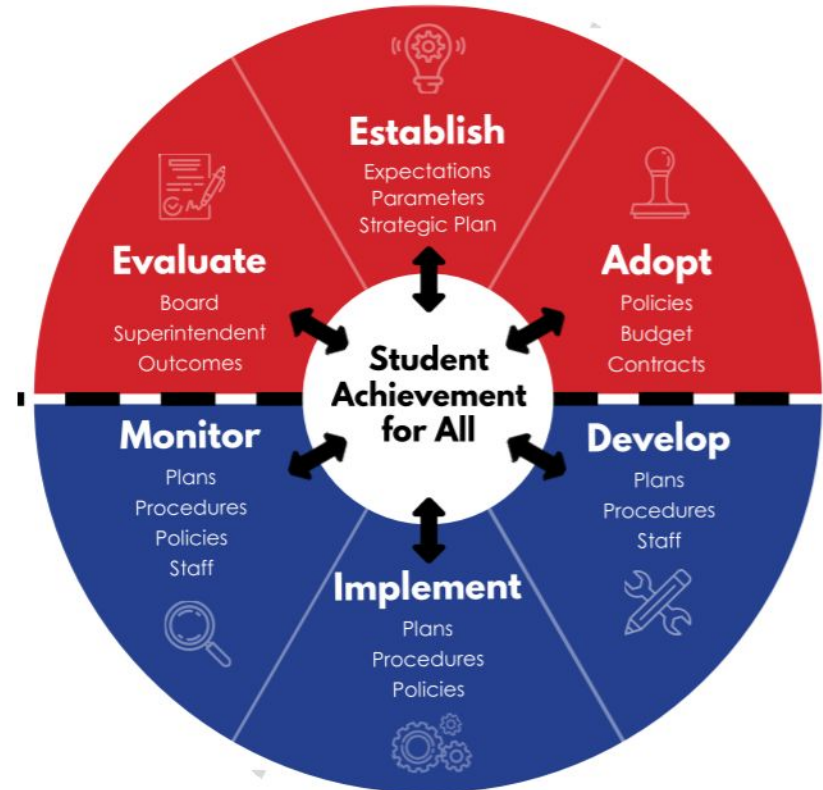 Establish
Expectations
Parameters
Strategic Plan
Adopt
Policies
Budget
Contracts
Develop
Plans
Procedures
Staff
Implement
Plans
Procedures
Policies
Monitor
Plans
Procedures
Policies
Staff
Evaluate
Board
Superintendent
Outcomes
Student
Achievement
for All